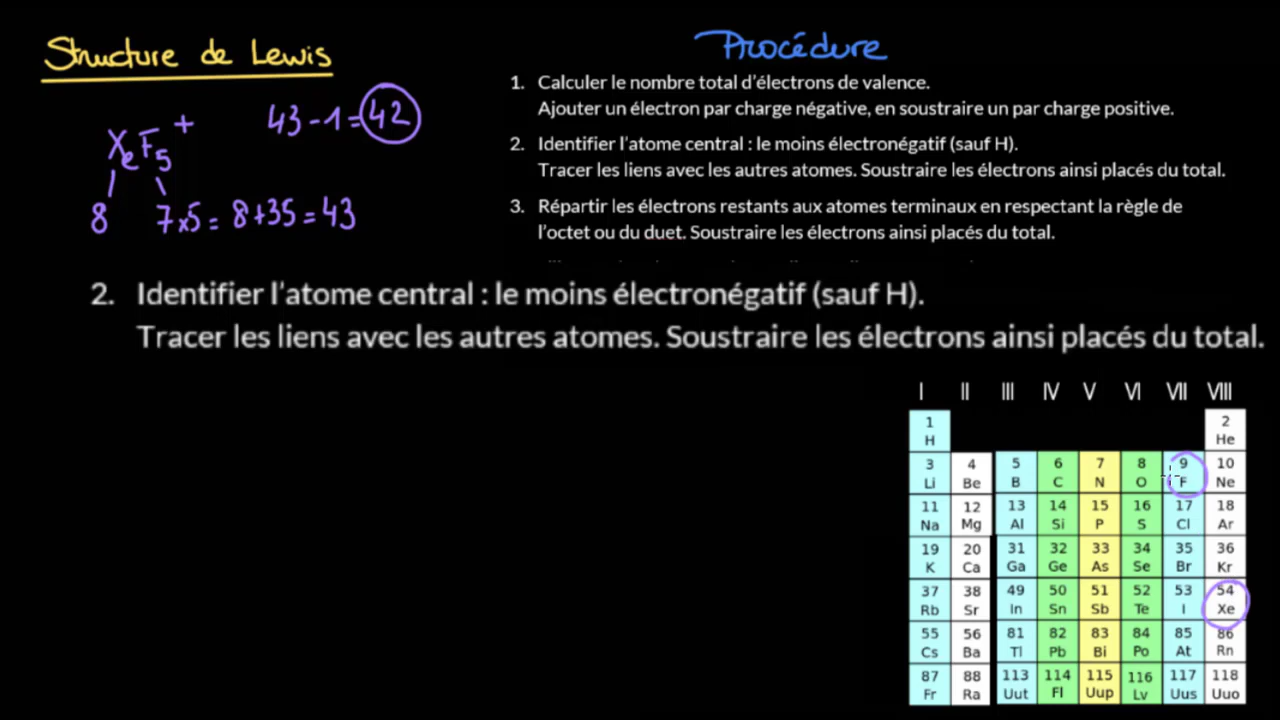 Structure de Lewis
XeF5+
43-1=42
8
7x5=8+35=43
Procédure
1. Calculer le nombre total d'électrons de valence.
Ajouter un électron par charge négative, en soustraire un par charge positive.
2. Identifier l'atome central : le moins électronégatif (sauf H).
Tracer les liens avec les autres atomes. Soustraire les électrons ainsi placés du total.
3. Répartir les électrons restants aux atomes terminaux en respectant la règle de
l'octet ou du duet. Soustraire les électrons ainsi placés du total.
2. Identifier l'atome central : le moins électronégatif (sauf H).
Tracer les liens avec les autres atomes. Soustraire les électrons ainsi placés du total.
I II III IV V VI VII VIII
1 2
H He
3 4 5 6 7 8 9 10
Li Be B C N O F Ne
11 12 13 14 15 16 17 18
Na Mg Al Si P S Cl Ar
19 20 31 32 33 34 35 36
K Ca Ga Ge As Se Br Kr
37 38 49 50 51 52 53 54
Rb Sr In Sn Sb Te I Xe
55 56 81 82 83 84 85 86
Cs Ba Tl Pb Bi Po At Rn
87 88 113 114 115 116 117 118
Fr Ra Uut Fl Uup Lv Uus Uuo